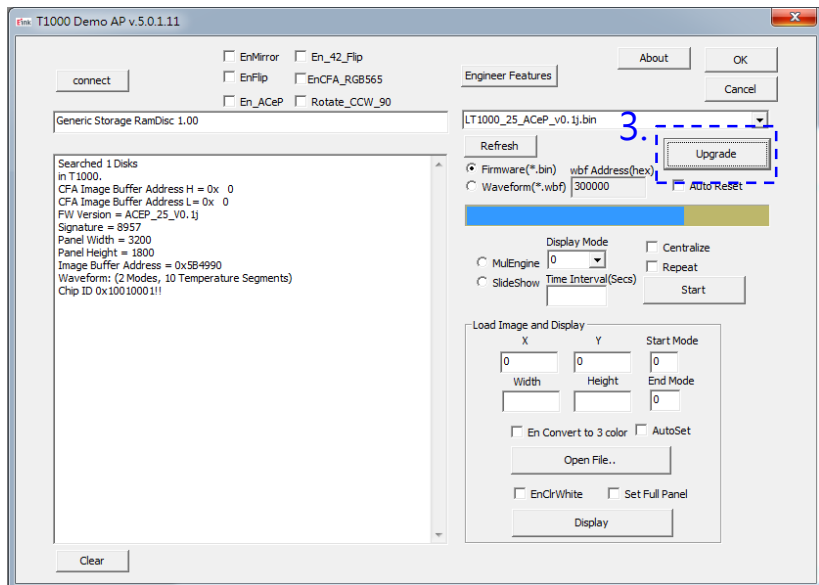 Eink T1000 Demo AP v.5.0.1.11
EnMirror En_42_Flip
EnFlip EnCFA_RGB565
En_ACeP Rotate_CCW_90
connect
Generic Storage RamDisc 1.00
Searched 1 Disks
in T1000.
CFA Image Buffer Address H = 0x 0
CFA Image Buffer Address L= 0x 0
FW Version = ACEP_25_V0.1j
Signature = 8957
Panel Width = 3200
Panel Height = 1800
Image Buffer Address = 0x5B4990
Waveform: (2 Modes, 10 Temperature Segments)
Chip ID 0x10010001!!
Clear
Engineer Features
About
OK
Cancel
LT1000_25_ACeP_v0.1j.bin
3.
Refresh
Upgrade
Firmware(*.bin) wbf Address(hex)
Waveform(*.wbf) 300000 Auto Reset
Display Mode
MulEngine 0
Centralize
Repeat
SlideShow Time Interval(Secs)
Start
Load Image and Display
X Y Start Mode
0 0 0
Width Height End Mode
0
En Convert to 3 color AutoSet
Open File..
EnClrWhite Set Full Panel
Display